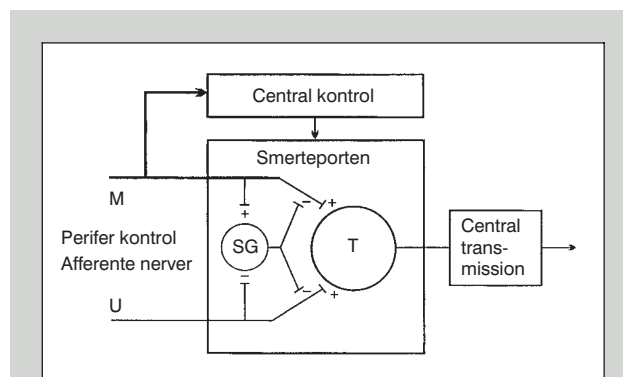 Central kontrol
Smerteporten
M
Perifer kontrol
Afferente nerver
U
+
SG
–
–
+
T
–
+
Central
trans-
mission